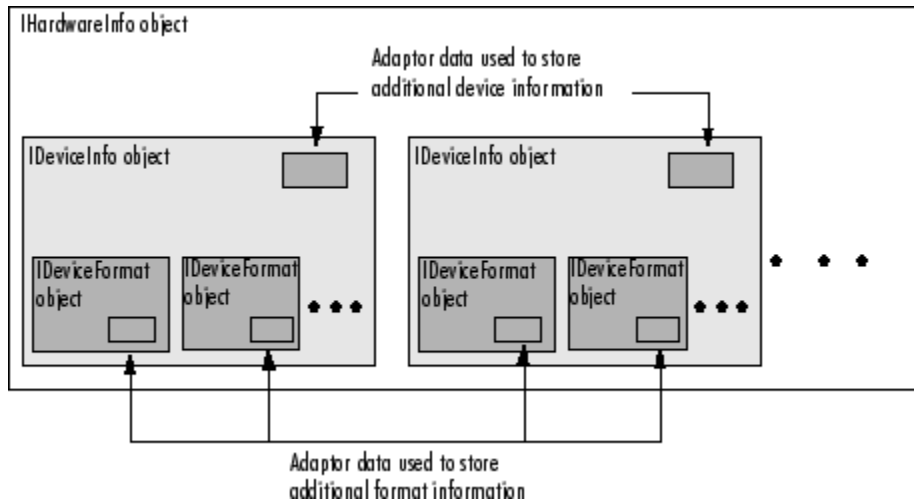 IHardwareInfo object
Adaptor data used to store
additional device information
IDeviceInfo object
IDeviceInfo object
IDeviceFormat
object
IDeviceFormat
object
IDeviceFormat
object
IDeviceFormat
object
Adaptor data used to store
additional format information